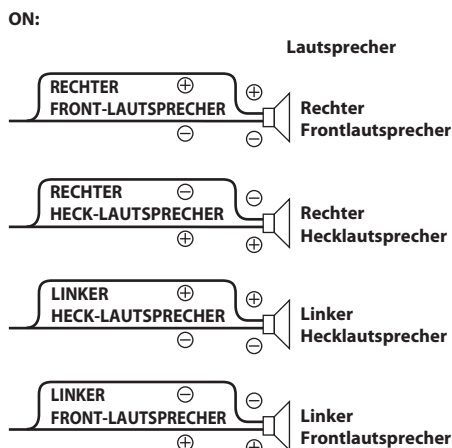 ON:
Lautsprecher
RECHTER ⊕
FRONT-LAUTSPRECHER
⊖
⊕
⊖
Rechter
Frontlautsprecher
RECHTER ⊖
HECK-LAUTSPRECHER
⊕
⊖
⊕
Rechter
Hecklautsprecher
LINKER ⊕
HECK-LAUTSPRECHER
⊖
⊕
⊖
Linker
Hecklautsprecher
LINKER ⊖
FRONT-LAUTSPRECHER
⊕
⊖
⊕
Linker
Frontlautsprecher